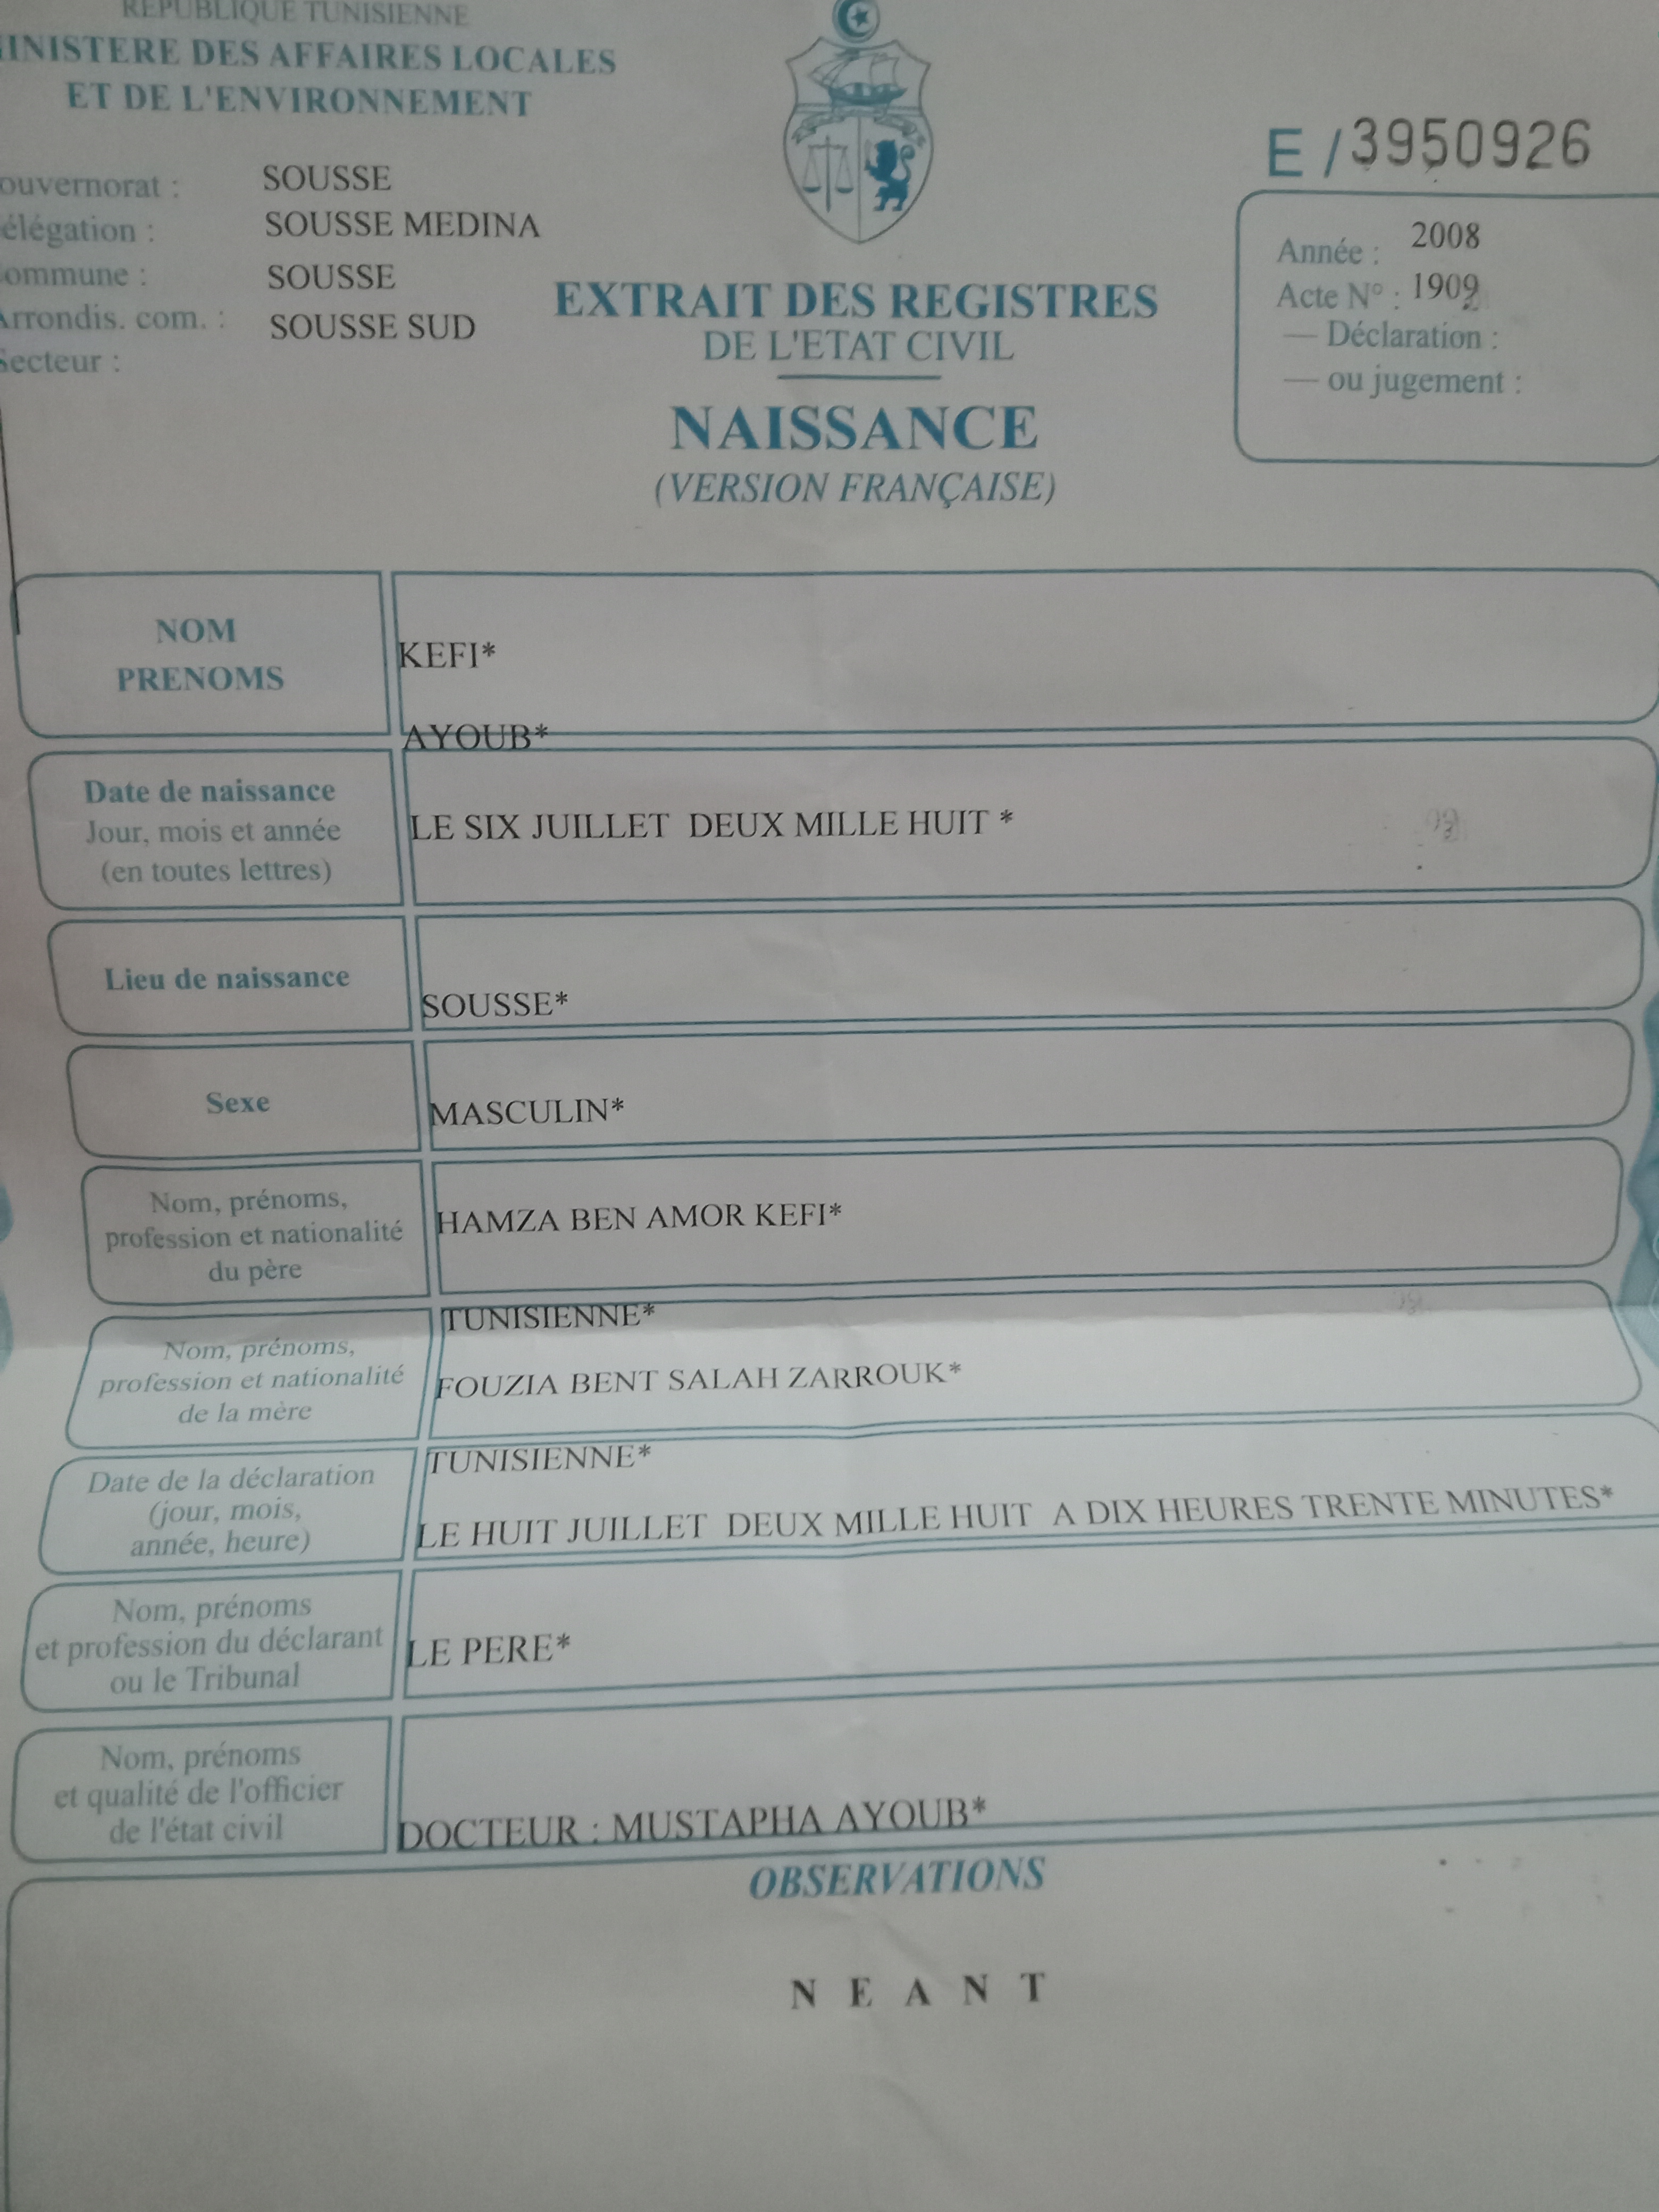 REPUBLIQUE TUNISIENNE
MINISTERE DES AFFAIRES LOCALES
ET DE L'ENVIRONNEMENT
ouvernorat : SOUSSE
élégation : SOUSSE MEDINA
ommune : SOUSSE
Arrondis. com. : SOUSSE SUD
Secteur :
E / 3950926
Année : 2008
Acte N° : 1909
— Déclaration :
— ou jugement :
EXTRAIT DES REGISTRES
DE L'ETAT CIVIL
NAISSANCE
(VERSION FRANÇAISE)
NOM
PRENOMS
KEFI*
AYOUB*
Date de naissance
Jour, mois et année
(en toutes lettres)
LE SIX JUILLET DEUX MILLE HUIT *
Lieu de naissance
SOUSSE*
Sexe
MASCULIN*
Nom, prénoms,
profession et nationalité
du père
HAMZA BEN AMOR KEFI*
TUNISIENNE*
Nom, prénoms,
profession et nationalité
de la mère
FOUZIA BENT SALAH ZARROUK*
TUNISIENNE*
Date de la déclaration
(jour, mois,
année, heure)
LE HUIT JUILLET DEUX MILLE HUIT A DIX HEURES TRENTE MINUTES*
Nom, prénoms
et profession du déclarant
ou le Tribunal
LE PERE*
Nom, prénoms
et qualité de l'officier
de l'état civil
DOCTEUR : MUSTAPHA AYOUB*
OBSERVATIONS
N E A N T